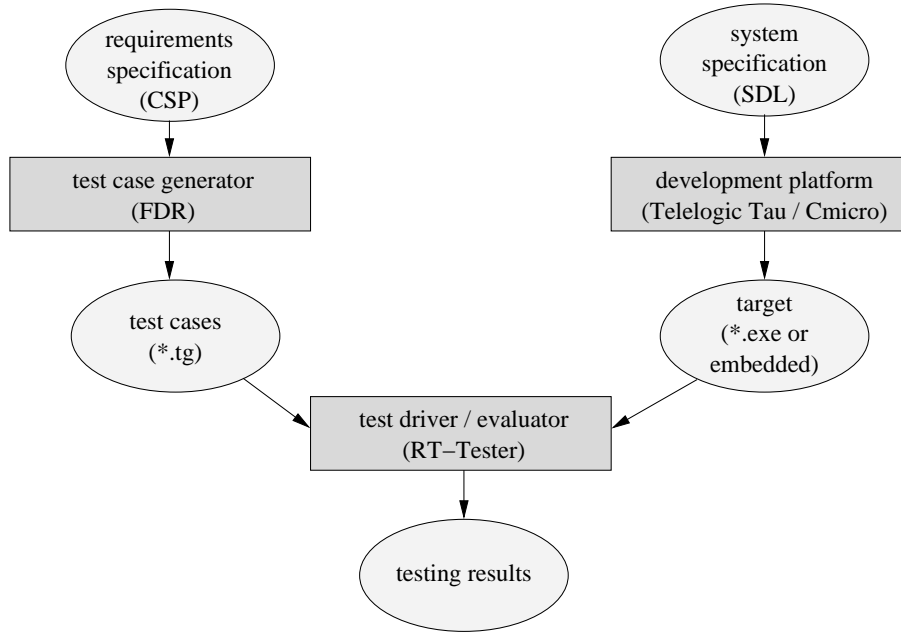 requirements
specification
(CSP)
system
specification
(SDL)
test case generator
(FDR)
development platform
(Telelogic Tau / Cmicro)
test cases
(*.tg)
target
(*.exe or
embedded)
test driver / evaluator
(RT−Tester)
testing results